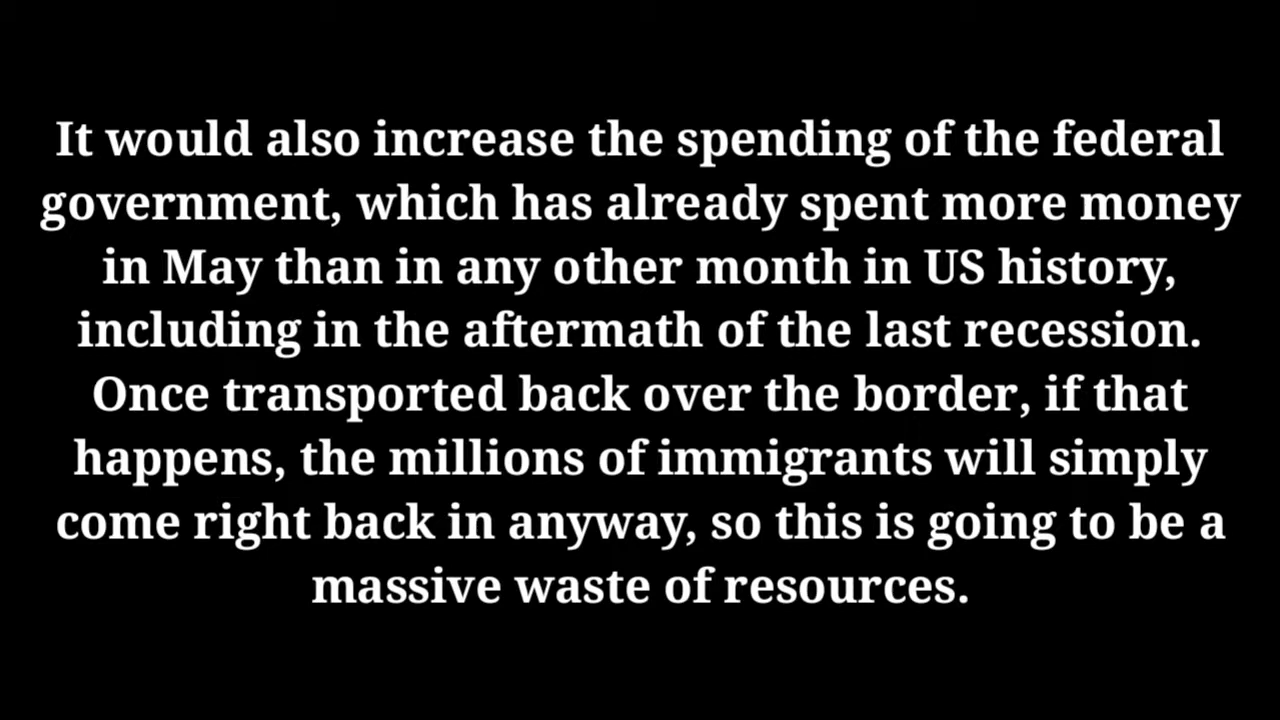 It would also increase the spending of the federal
government, which has already spent more money
in May than in any other month in US history,
including in the aftermath of the last recession.
Once transported back over the border, if that
happens, the millions of immigrants will simply
come right back in anyway, so this is going to be a
massive waste of resources.